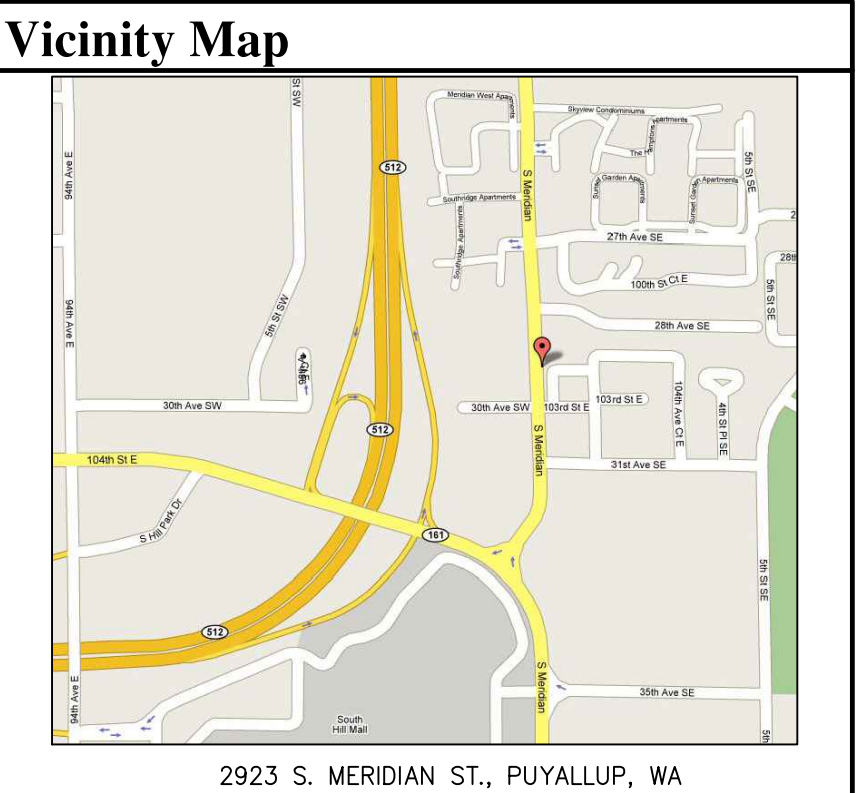 Vicinity Map
St SW
Meridian West Apartments
Skyview Condominiums
94th Ave E
512
The Hamptons Apartments
5th St SE
S Meridian
Sunset Garden Apartments
Sunset Garden Apartments
Southridge Apartments
Southridge Apartments
2
27th Ave SE
28th
100th St Ct E
5th St SE
94th Ave E
5th St SW
28th Ave SE
30th Ave SW
30th Ave SW
103rd St E
103rd St E
104th Ave Ct E
4th St Pl SE
512
S Meridian
104th St E
31st Ave SE
S Hill Park Dr
161
5th St SE
512
94th Ave E
S Meridian
35th Ave SE
South
Hill Mall
5th
2923 S. MERIDIAN ST., PUYALLUP, WA